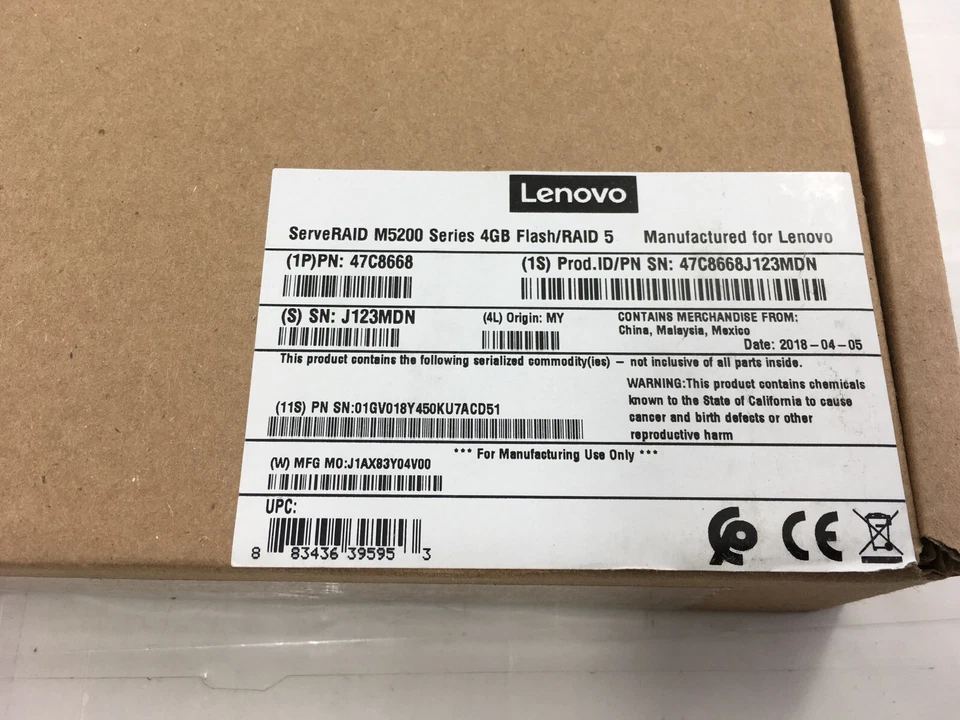 Lenovo
ServeRAID M5200 Series 4GB Flash/RAID 5 Manufactured for Lenovo
(1P)PN: 47C8668 (1S) Prod.ID/PN SN: 47C8668J123MDN
(S) SN: J123MDN (4L) Origin: MY CONTAINS MERCHANDISE FROM:
China, Malaysia, Mexico
Date: 2018-04-05
This product contains the following serialized commodity(ies) - not inclusive of all parts inside.
WARNING:This product contains chemicals
known to the State of California to cause
cancer and birth defects or other
reproductive harm
(11S) PN SN:01GV018Y450KU7ACD51
*** For Manufacturing Use Only ***
(W) MFG MO:J1AX83Y04V00
UPC:
8 83436 39595 3
CE